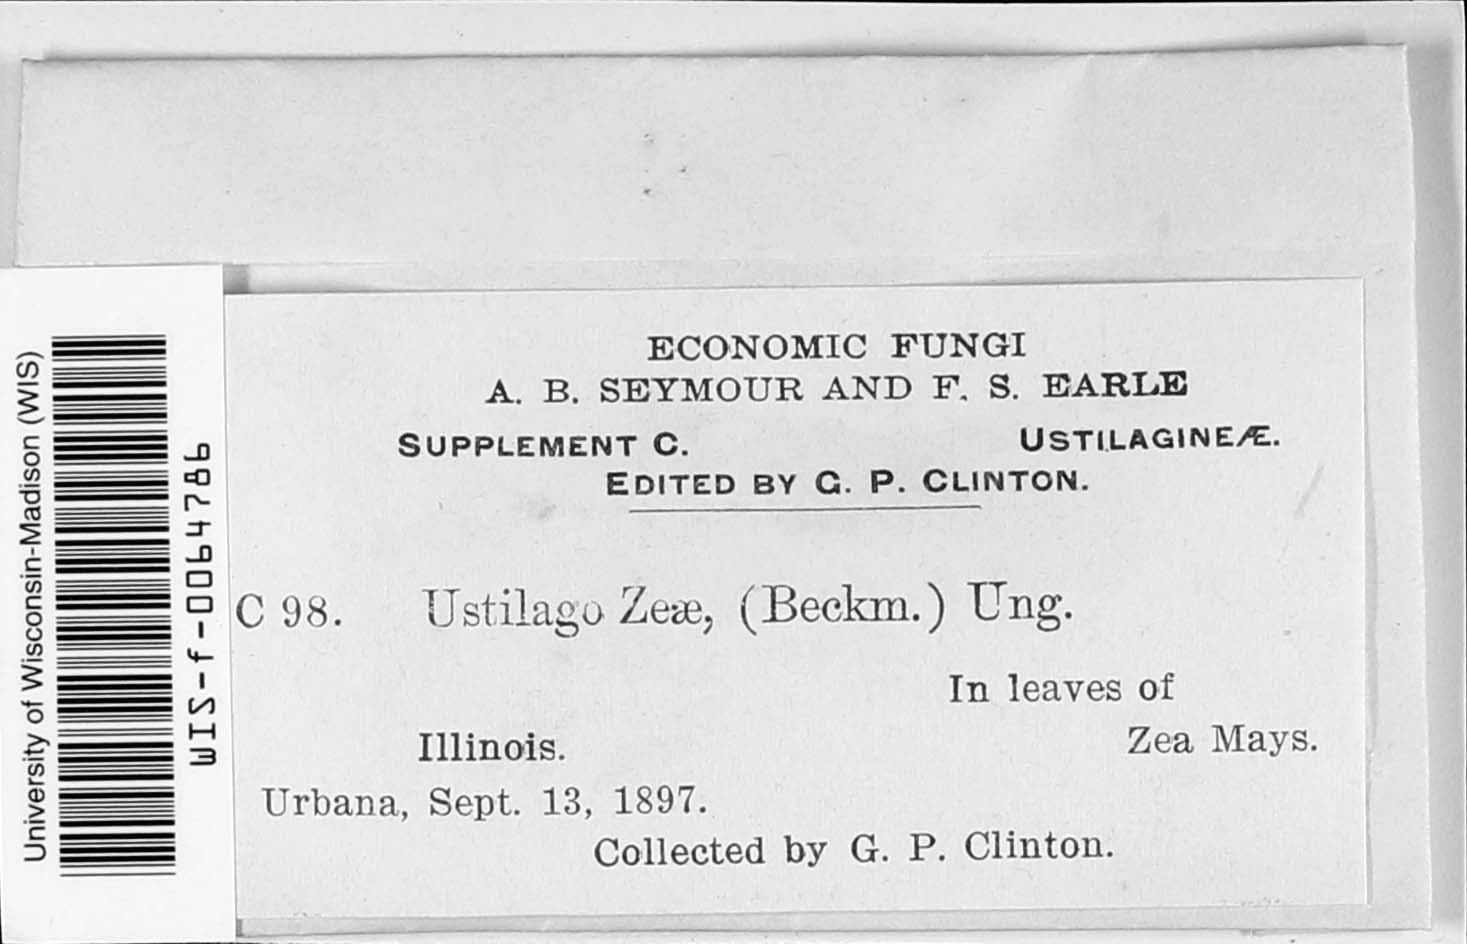 ECONOMIC FUNGI
A. B. SEYMOUR AND F. S. EARLE
SUPPLEMENT C. USTILAGINEÆ.
EDITED BY G. P. CLINTON.
C 98. Ustilago Zeæ, (Beckm.) Ung.
In leaves of
Illinois. Zea Mays.
Urbana, Sept. 13, 1897.
Collected by G. P. Clinton.
University of Wisconsin-Madison (WIS)
WIS-f-0064786